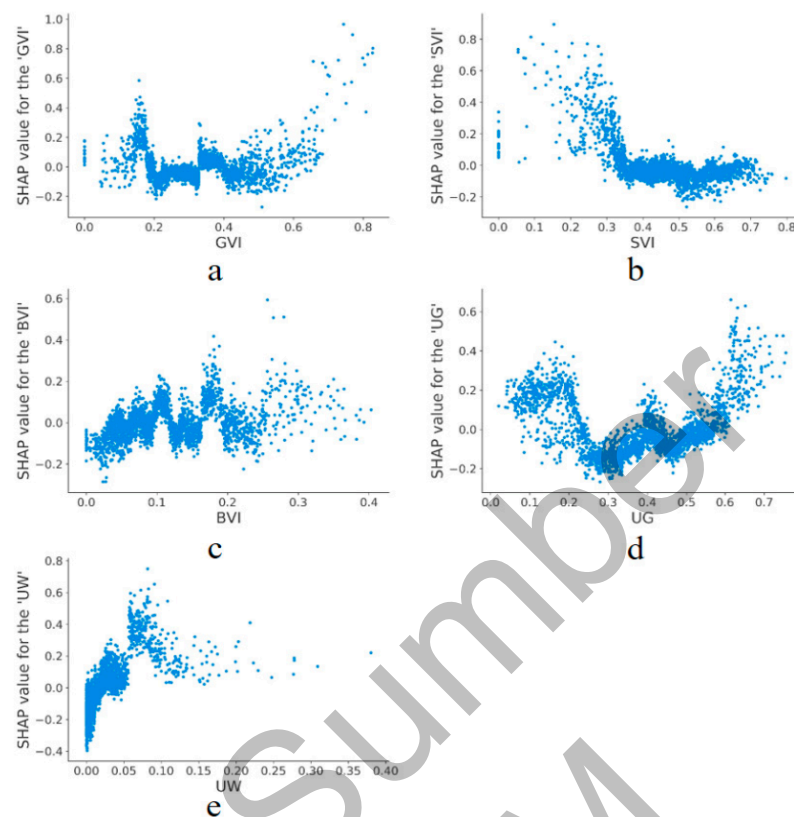 SHAP value for the 'GVI'
1.0
0.8
0.6
0.4
0.2
0.0
−0.2
0.0 0.2 0.4 0.6 0.8
GVI
a
SHAP value for the 'SVI'
0.8
0.6
0.4
0.2
0.0
−0.2
0.0 0.1 0.2 0.3 0.4 0.5 0.6 0.7 0.8
SVI
b
SHAP value for the 'BVI'
0.6
0.4
0.2
0.0
−0.2
0.0 0.1 0.2 0.3 0.4
BVI
c
SHAP value for the 'UG'
0.6
0.4
0.2
0.0
−0.2
0.0 0.1 0.2 0.3 0.4 0.5 0.6 0.7
UG
d
SHAP value for the 'UW'
0.8
0.6
0.4
0.2
0.0
−0.2
−0.4
0.00 0.05 0.10 0.15 0.20 0.25 0.30 0.35 0.40
UW
e
Sumber